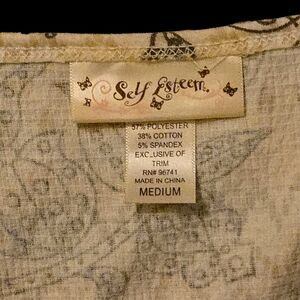 Self Esteem
57% POLYESTER
38% COTTON
5% SPANDEX
EXCLUSIVE OF
TRIM
RN# 96741
MADE IN CHINA
MEDIUM